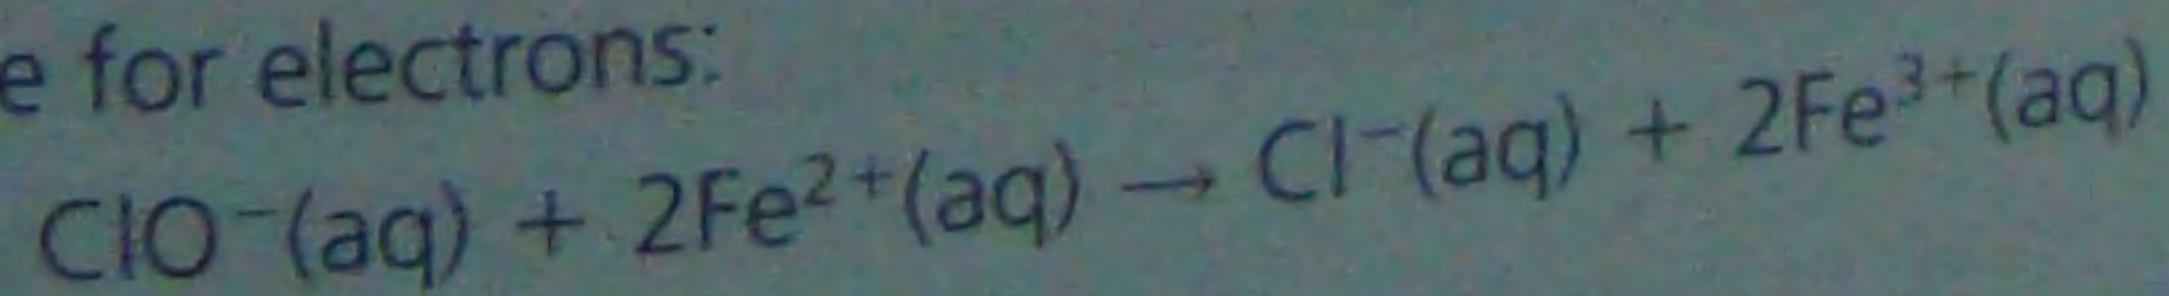 e for electrons:
ClO⁻(aq) + 2Fe²⁺(aq) → Cl⁻(aq) + 2Fe³⁺(aq)